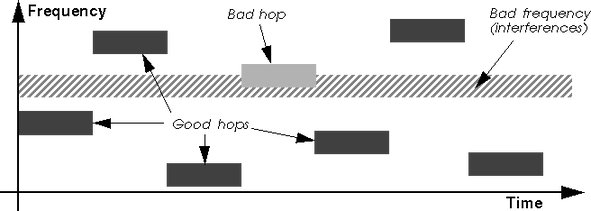 Frequency
Bad hop
Bad frequency
(interferences)
Good hops
Time